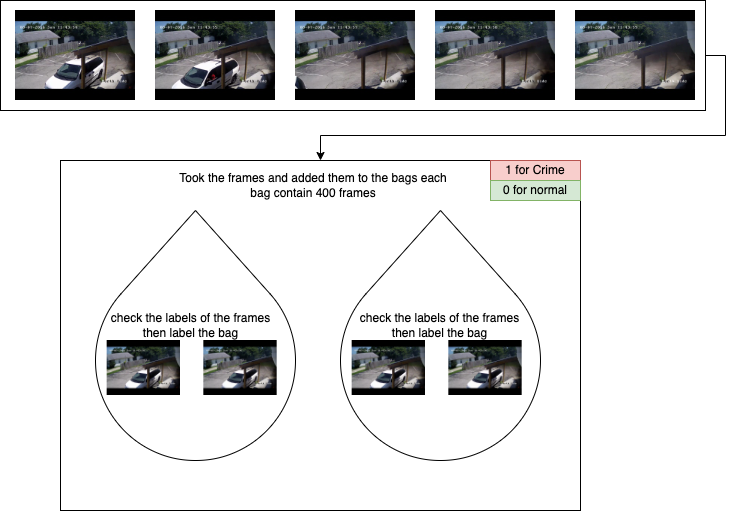 Took the frames and added them to the bags each
bag contain 400 frames
1 for Crime
0 for normal
check the labels of the frames
then label the bag
check the labels of the frames
then label the bag